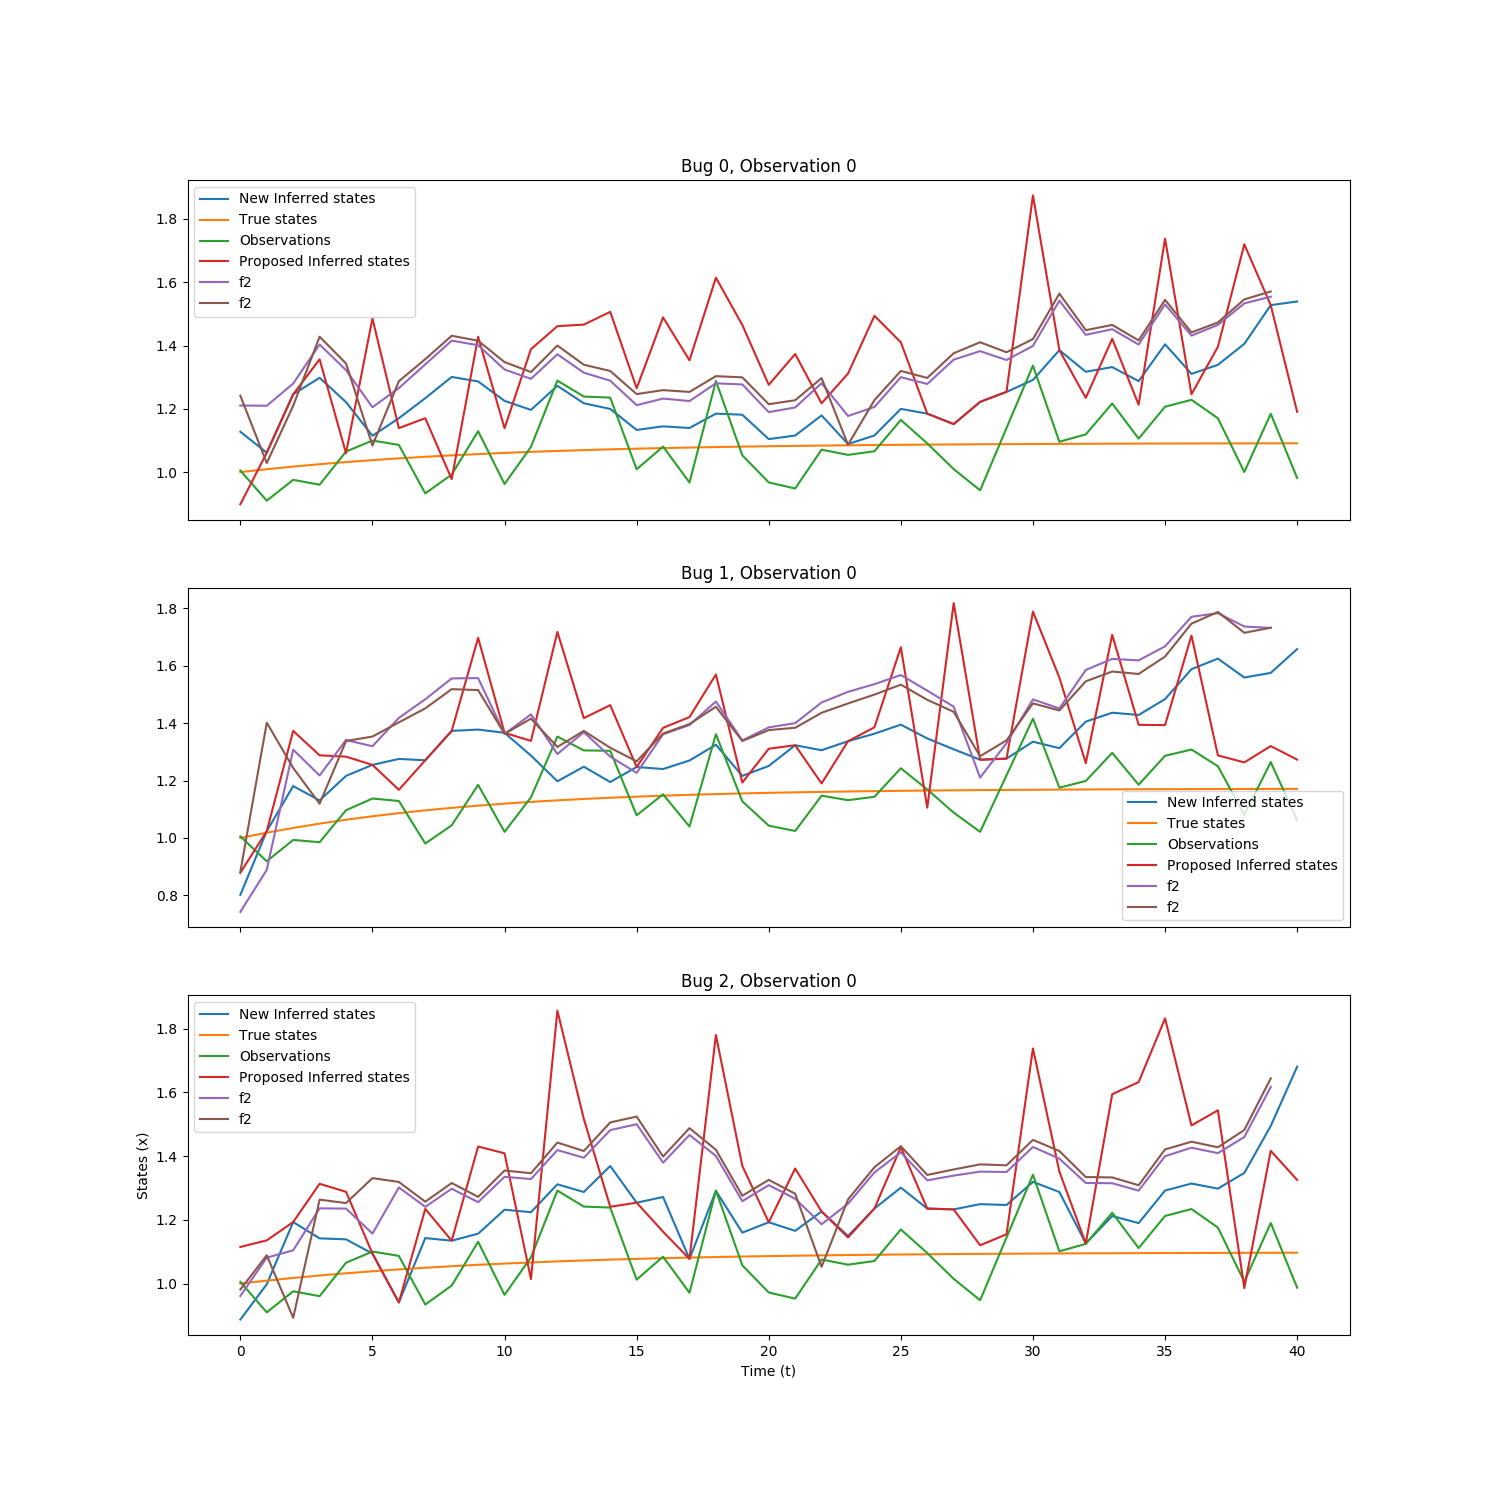 Bug 0, Observation 0
New Inferred states
True states
Observations
Proposed Inferred states
f2
f2
1.8
1.6
1.4
1.2
1.0
Bug 1, Observation 0
1.8
1.6
1.4
1.2
1.0
0.8
New Inferred states
True states
Observations
Proposed Inferred states
f2
f2
Bug 2, Observation 0
New Inferred states
True states
Observations
Proposed Inferred states
f2
f2
1.8
1.6
1.4
1.2
1.0
States (x)
0 5 10 15 20 25 30 35 40
Time (t)